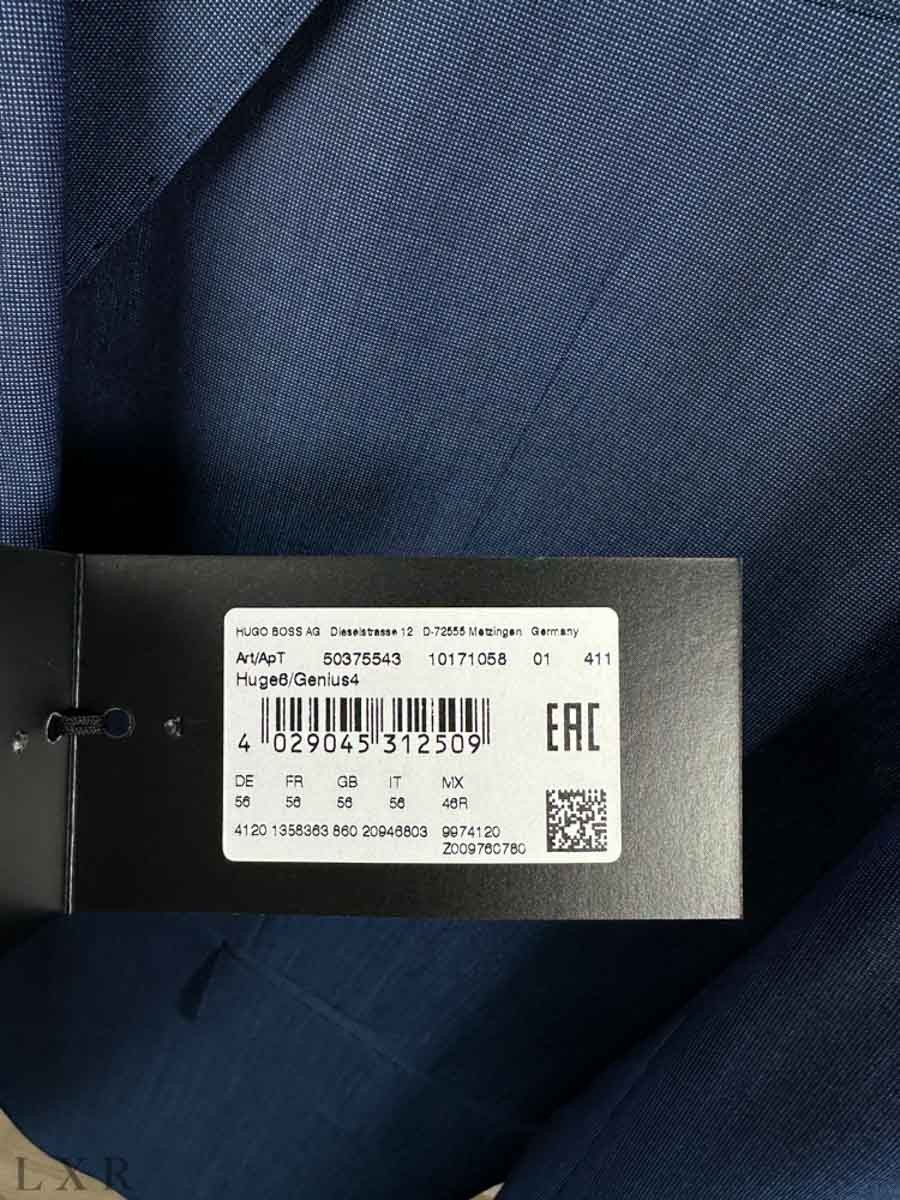 HUGO BOSS AG Dieselstrasse 12 D-72555 Metzingen Germany
Art/ApT 50375543 10171058 01 411
Huge6/Genius4
4 029045 312509
EAC
DE FR GB IT MX
56 56 56 56 46R
4120 1358363 860 20946803 9974120
Z00976C780
LXR